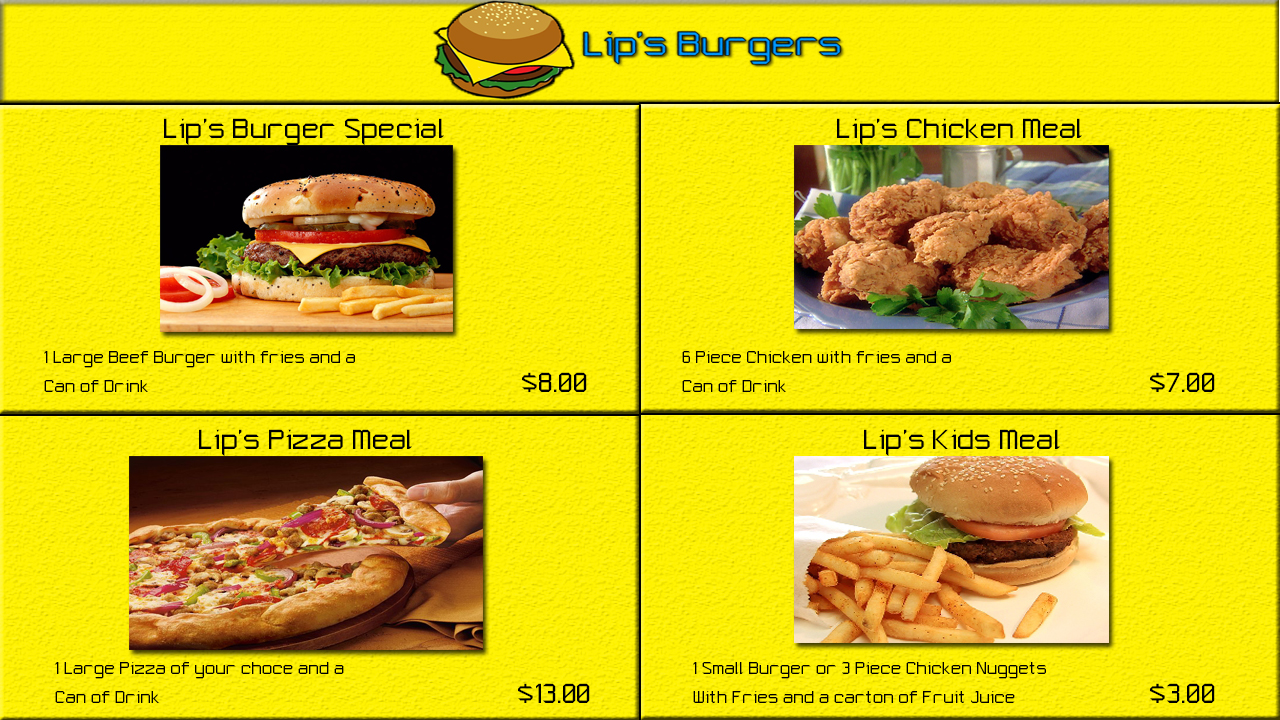 Lip's Burgers
Lip's Burger Special
1 Large Beef Burger with fries and a
Can of Drink
$8.00
Lip's Chicken Meal
6 Piece Chicken with fries and a
Can of Drink
$7.00
Lip's Pizza Meal
1 Large Pizza of your choce and a
Can of Drink
$13.00
Lip's Kids Meal
1 Small Burger or 3 Piece Chicken Nuggets
With Fries and a carton of Fruit Juice
$3.00